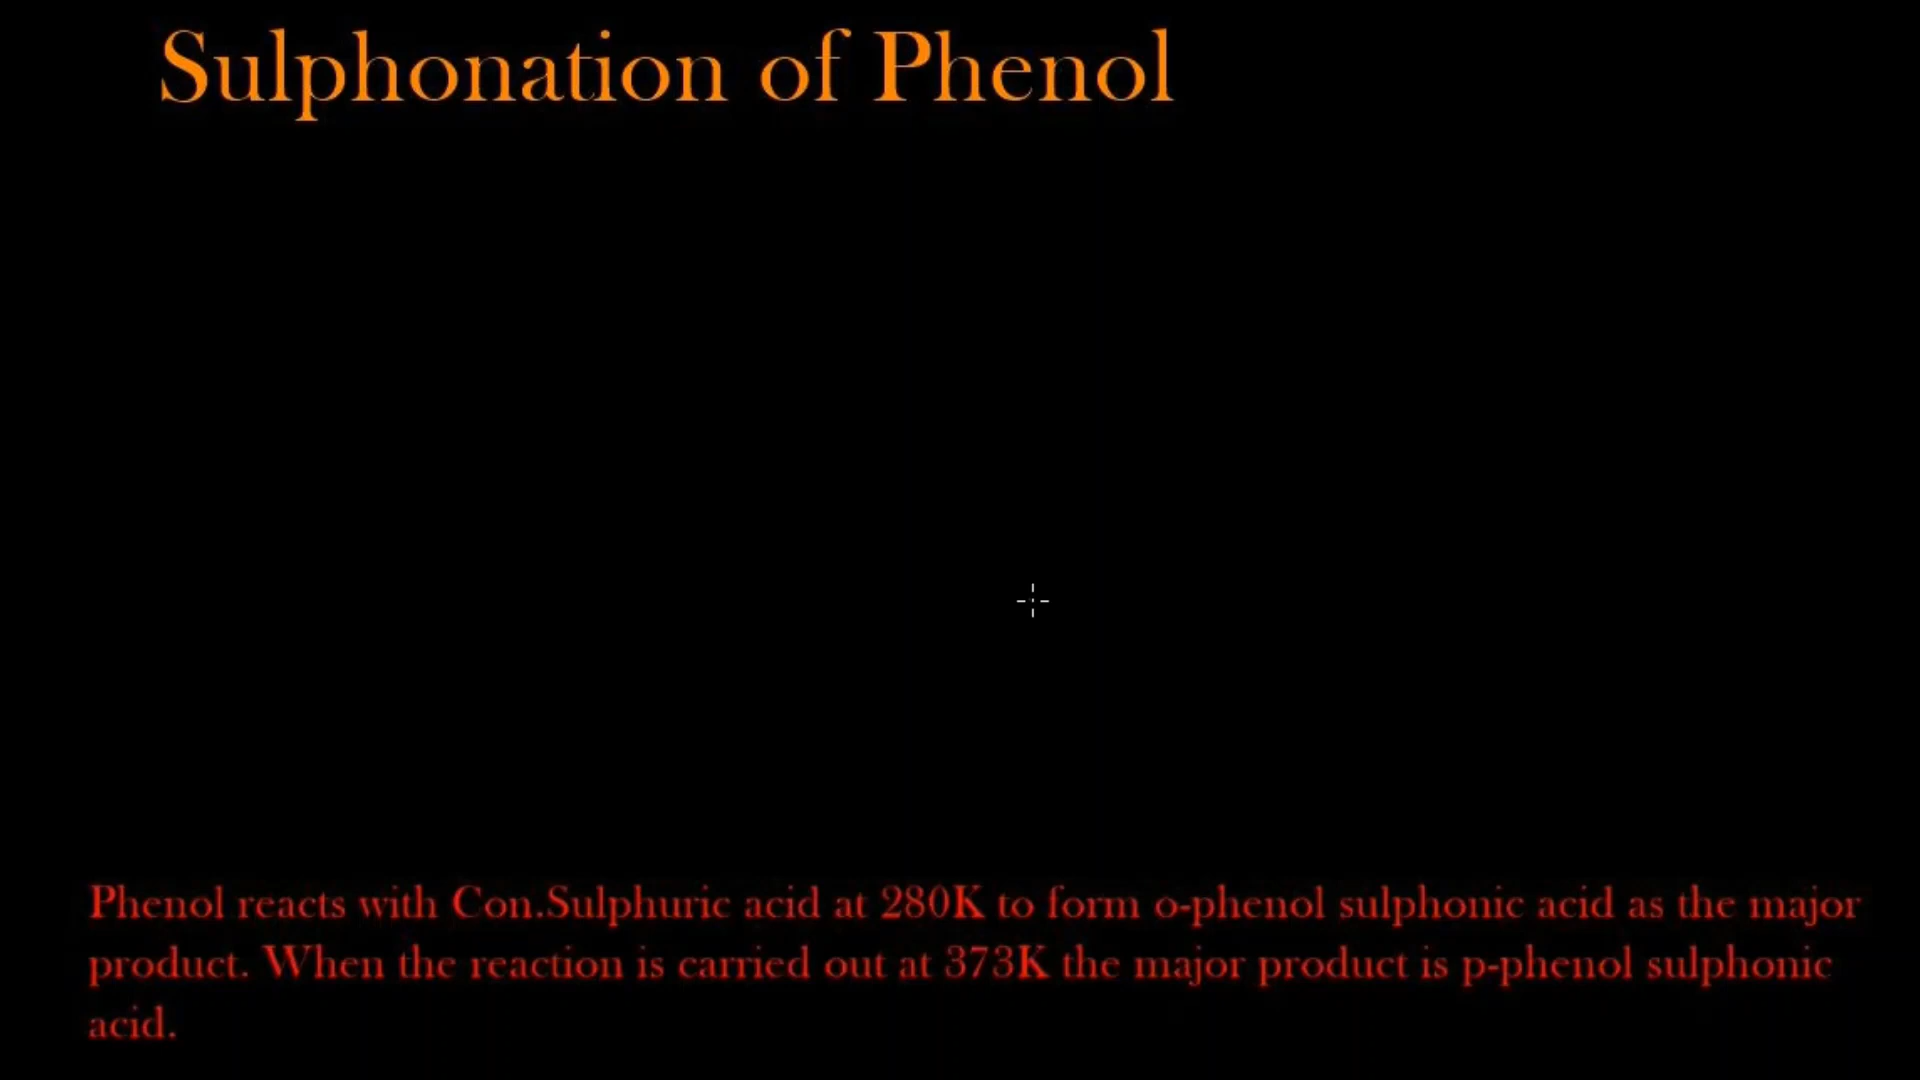 Sulphonation of Phenol
Phenol reacts with Con.Sulphuric acid at 280K to form o-phenol sulphonic acid as the major
product. When the reaction is carried out at 373K the major product is p-phenol sulphonic
acid.